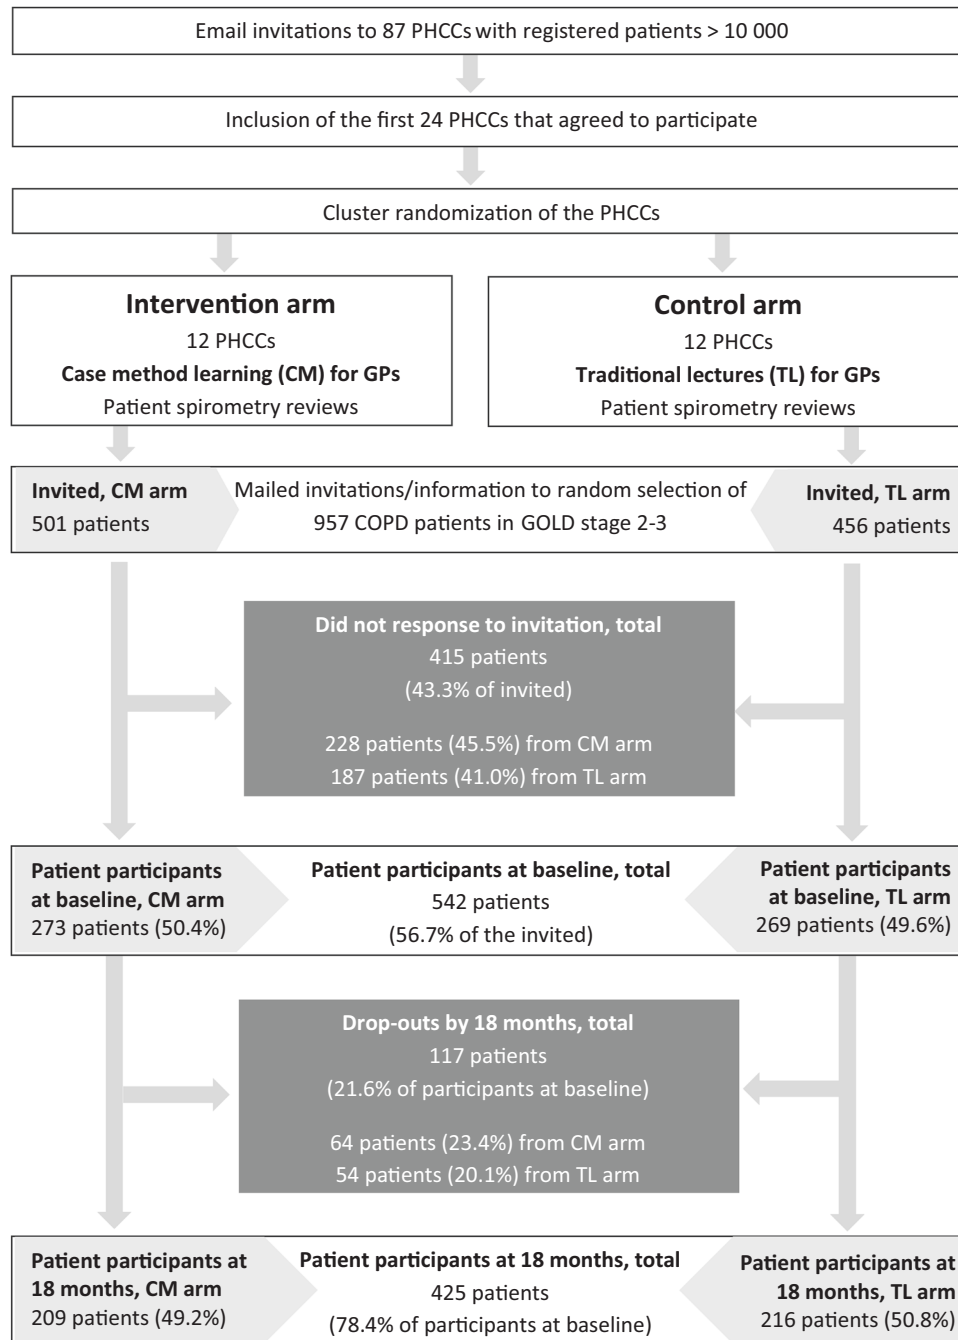 Email invitations to 87 PHCCs with registered patients > 10 000
Inclusion of the first 24 PHCCs that agreed to participate
Cluster randomization of the PHCCs
Intervention arm
12 PHCCs
Case method learning (CM) for GPs
Patient spirometry reviews
Control arm
12 PHCCs
Traditional lectures (TL) for GPs
Patient spirometry reviews
Invited, CM arm
501 patients
Mailed invitations/information to random selection of
957 COPD patients in GOLD stage 2-3
Invited, TL arm
456 patients
Did not response to invitation, total
415 patients
(43.3% of invited)
228 patients (45.5%) from CM arm
187 patients (41.0%) from TL arm
Patient participants
at baseline, CM arm
273 patients (50.4%)
Patient participants at baseline, total
542 patients
(56.7% of the invited)
Patient participants
at baseline, TL arm
269 patients (49.6%)
Drop-outs by 18 months, total
117 patients
(21.6% of participants at baseline)
64 patients (23.4%) from CM arm
54 patients (20.1%) from TL arm
Patient participants at
18 months, CM arm
209 patients (49.2%)
Patient participants at 18 months, total
425 patients
(78.4% of participants at baseline)
Patient participants at
18 months, TL arm
216 patients (50.8%)